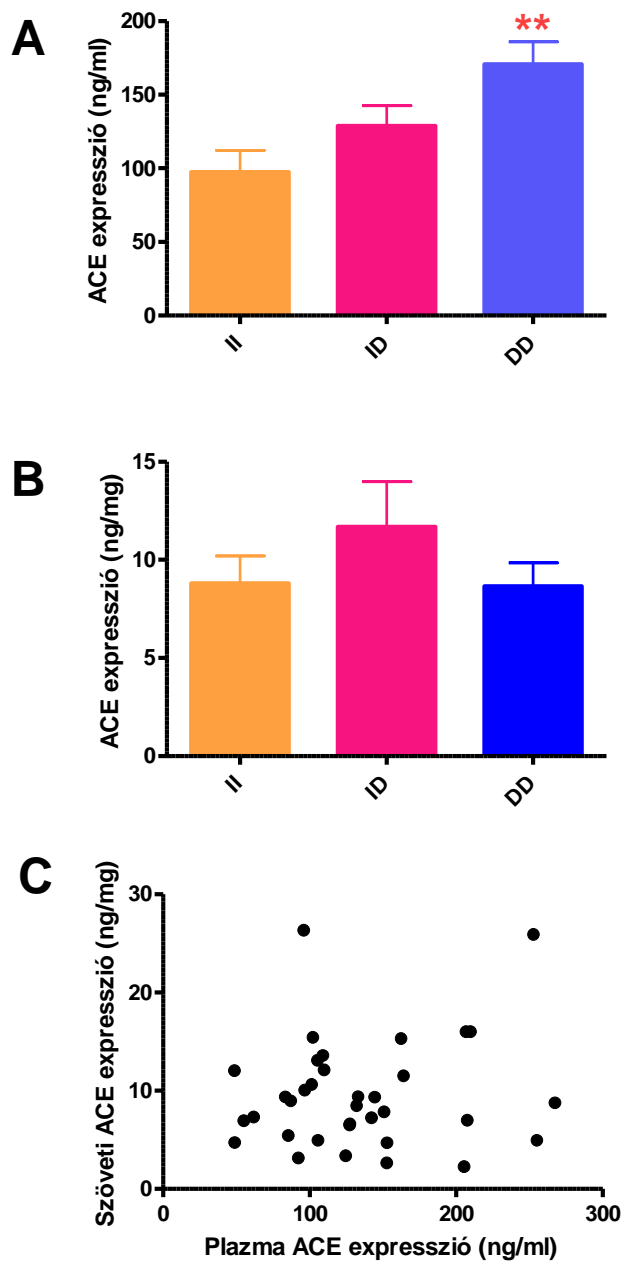 A
ACE expresszió (ng/ml)
200
150
100
50
0
**
II
ID
DD
B
ACE expresszió (ng/mg)
15
10
5
0
II
ID
DD
C
Szöveti ACE expresszió (ng/mg)
30
20
10
0
0 100 200 300
Plazma ACE expresszió (ng/ml)